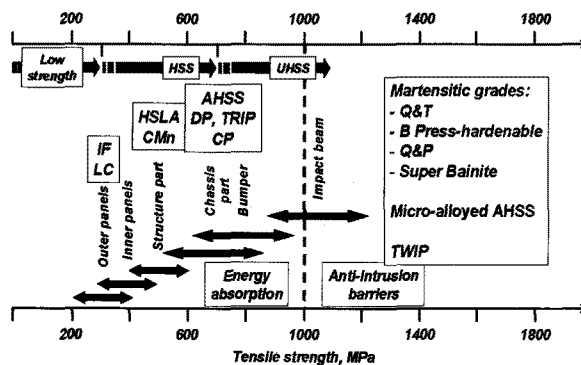 200 600 1000 1400 1800
Low strength
HSS
UHSS
IF
LC
HSLA
CMn
AHSS
DP, TRIP
CP
Martensitic grades:
- Q&T
- B Press-hardenable
- Q&P
- Super Bainite
Micro-alloyed AHSS
TWIP
Outer panels
Inner panels
Structure part
Chassis part
Bumper
Impact beam
Energy absorption
Anti-intrusion barriers
200 600 1000 1400 1800
Tensile strength, MPa